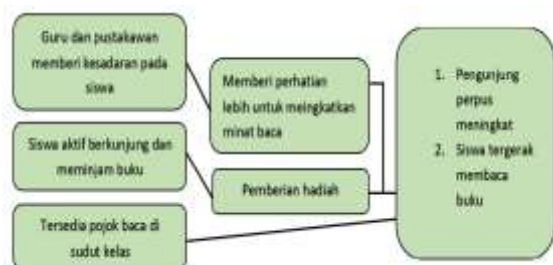 Guru dan pustakawan
memberi kesadaran pada
siswa
Memberi perhatian
lebih untuk meingkatkan
minat baca
Siswa aktif berkunjung dan
meminjam buku
Pemberian hadiah
Tersedia pojok baca di
sudut kelas
1. Pengunjung
perpus
meningkat
2. Siswa tergerak
membaca
buku